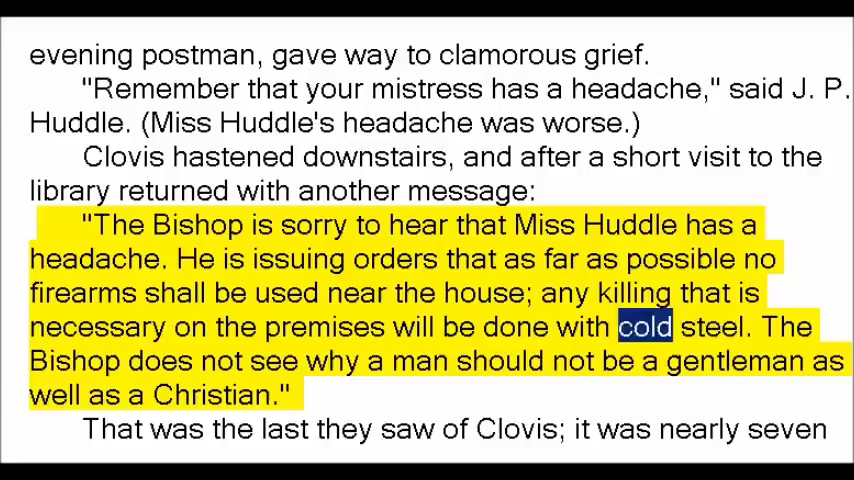 evening postman, gave way to clamorous grief.
"Remember that your mistress has a headache," said J. P.
Huddle. (Miss Huddle's headache was worse.)
Clovis hastened downstairs, and after a short visit to the
library returned with another message:
"The Bishop is sorry to hear that Miss Huddle has a
headache. He is issuing orders that as far as possible no
firearms shall be used near the house; any killing that is
necessary on the premises will be done with cold steel. The
Bishop does not see why a man should not be a gentleman as
well as a Christian."
That was the last they saw of Clovis; it was nearly seven